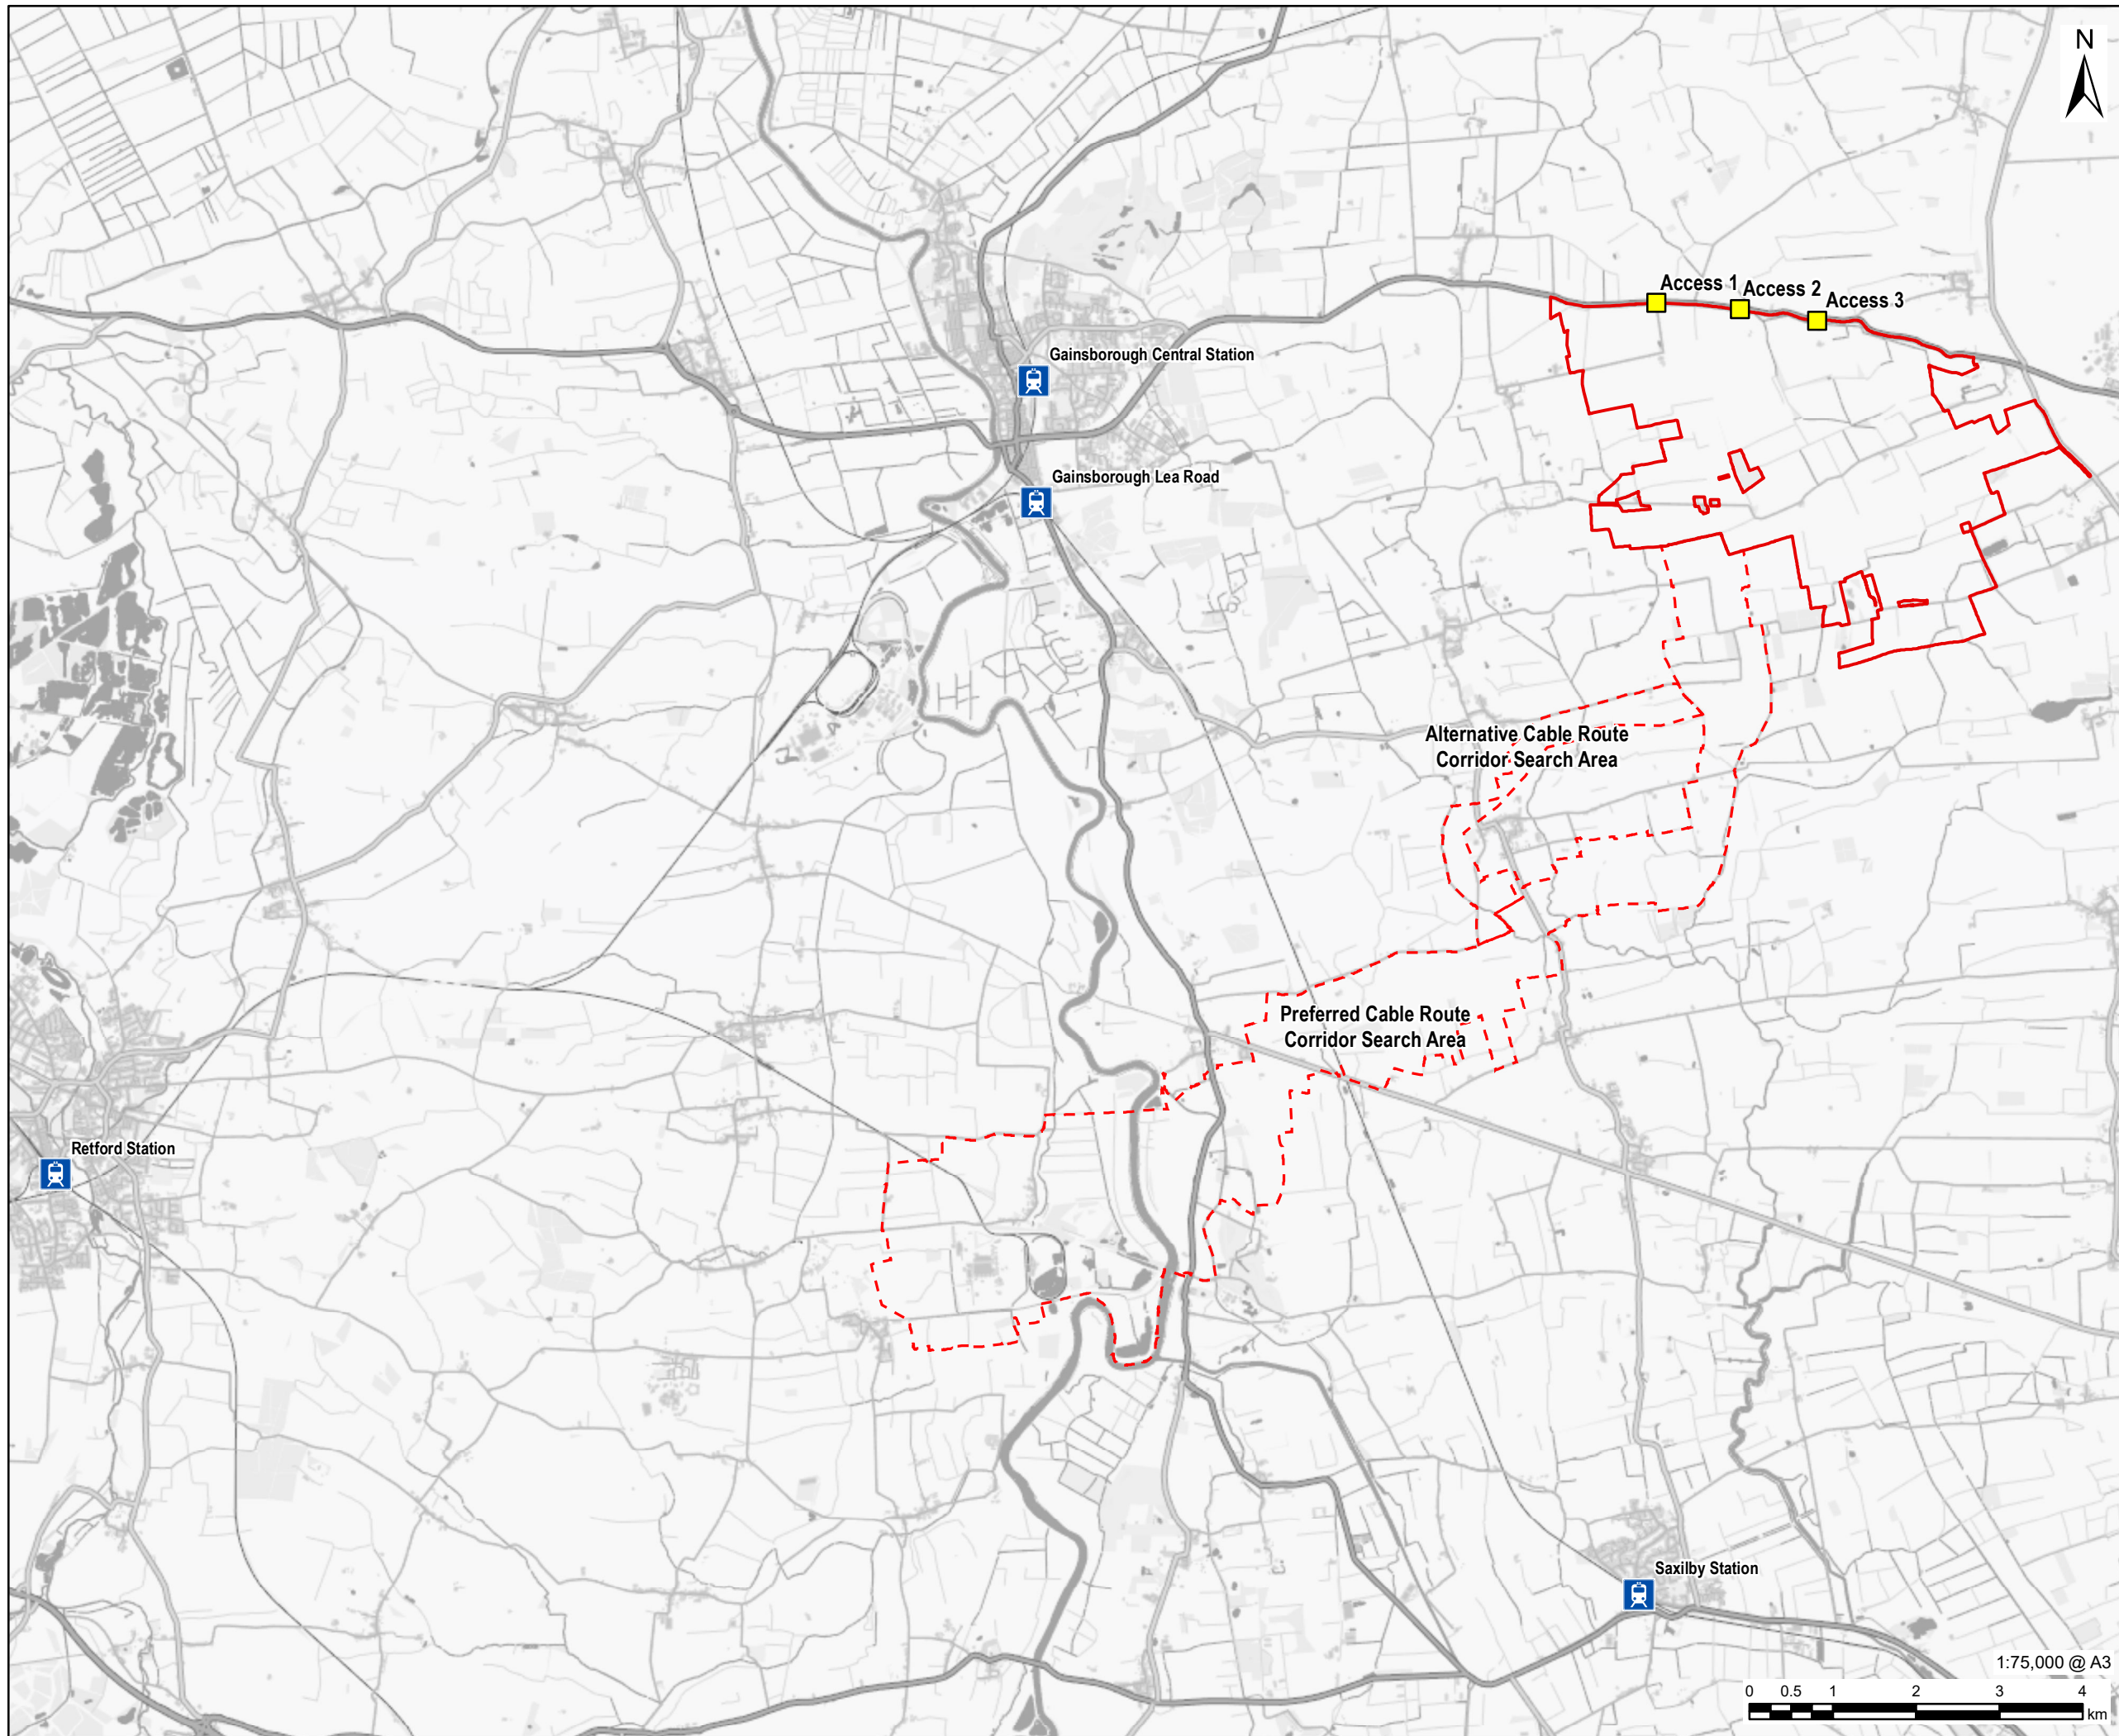 N
Access 1
Access 2
Access 3
Gainsborough Central Station
Gainsborough Lea Road
Alternative Cable Route
Corridor Search Area
Preferred Cable Route
Corridor Search Area
Retford Station
Saxilby Station
1:75,000 @ A3
0 0.5 1 2 3 4
km